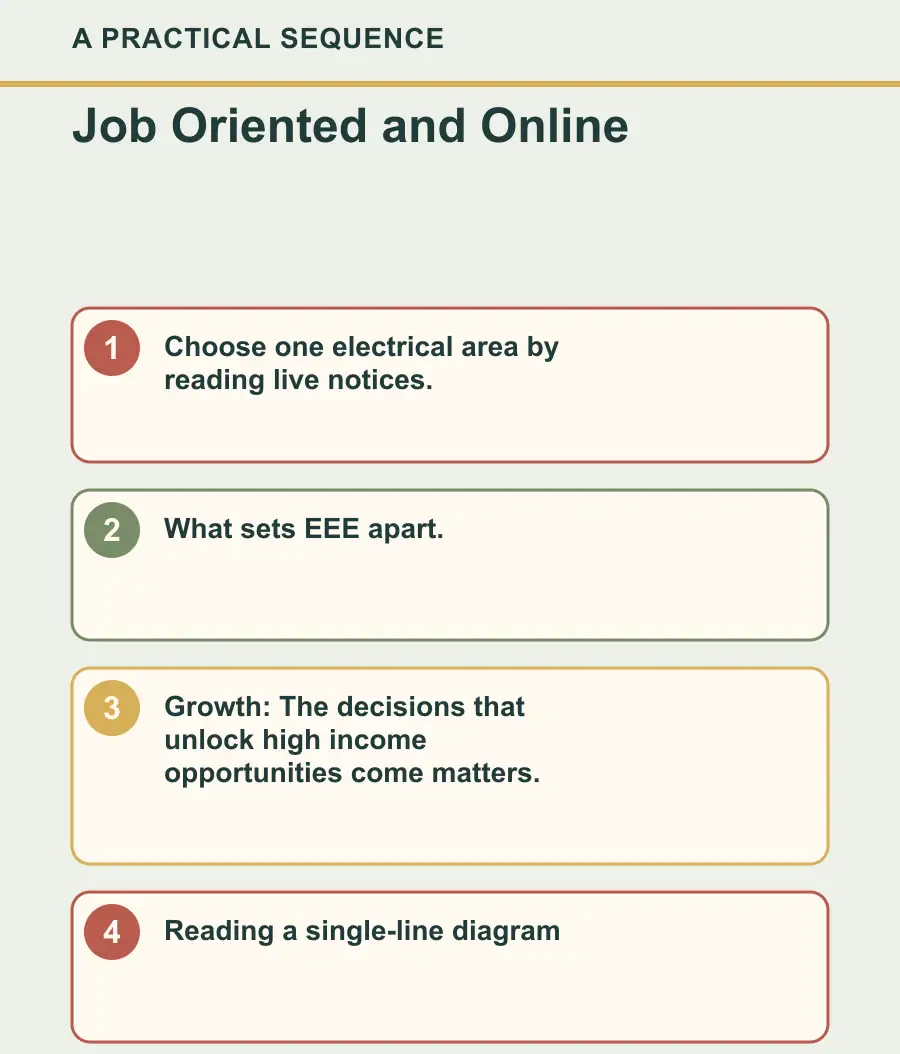 A PRACTICAL SEQUENCE
Job Oriented and Online
1
Choose one electrical area by
reading live notices.
2
What sets EEE apart.
3
Growth: The decisions that
unlock high income
opportunities come matters.
4
Reading a single-line diagram